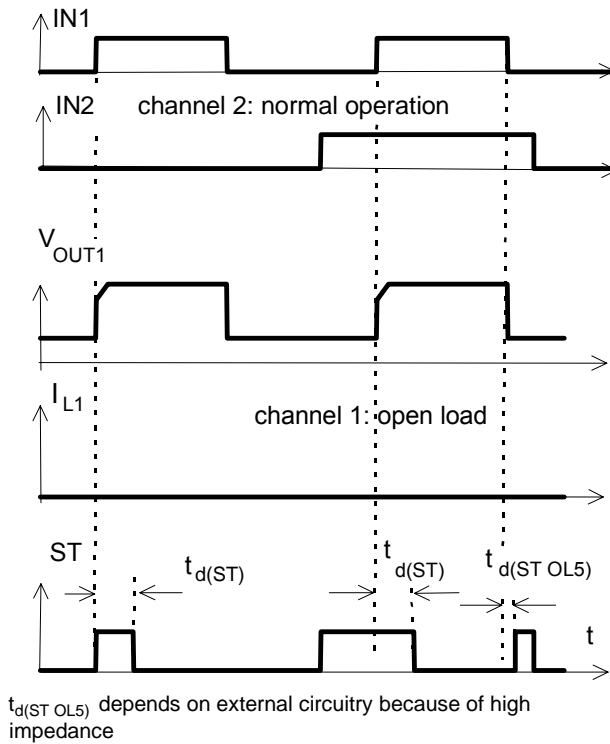 IN1
IN2
channel 2: normal operation
VOUT1
IL1
channel 1: open load
ST
td(ST)
td(ST)
td(ST OL5)
t
td(ST OL5) depends on external circuitry because of high
impedance